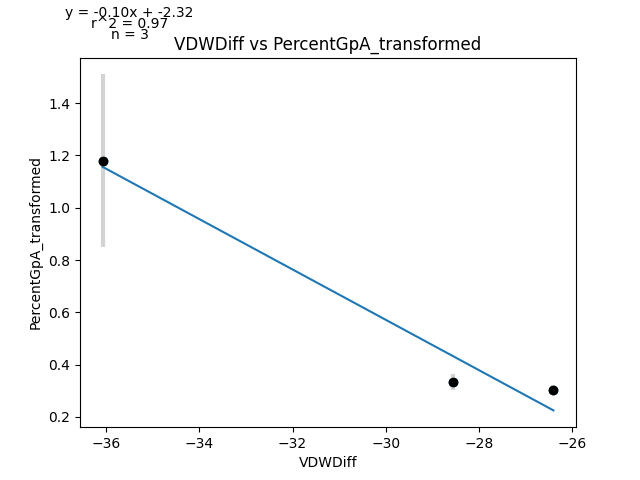 y = -0.10x + -2.32
r^2 = 0.97
n = 3
VDWDiff vs PercentGpA_transformed
1.4
1.2
1.0
0.8
0.6
0.4
0.2
PercentGpA_transformed
−36
−34
−32
−30
−28
−26
VDWDiff